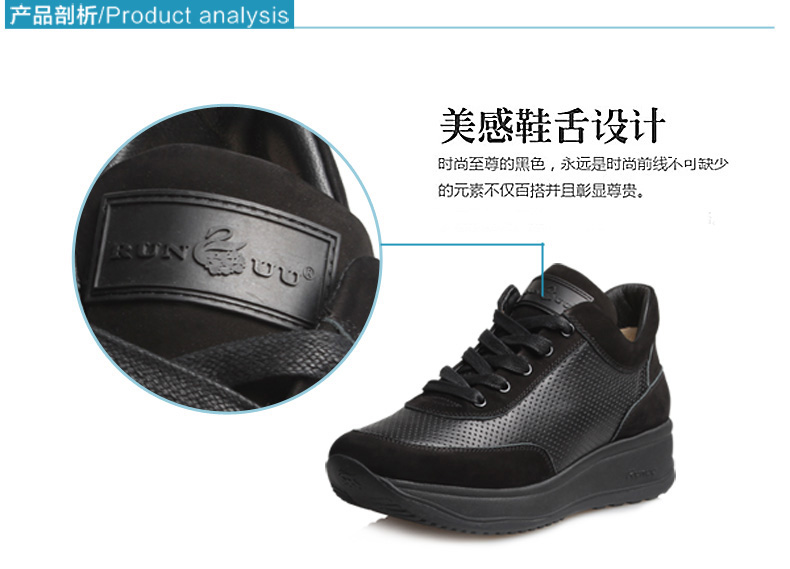 产品剖析/Product analysis
美感鞋舌设计
时尚至尊的黑色，永远是时尚前线不可缺少
的元素不仅百搭并且彰显尊贵。
RUN UU®